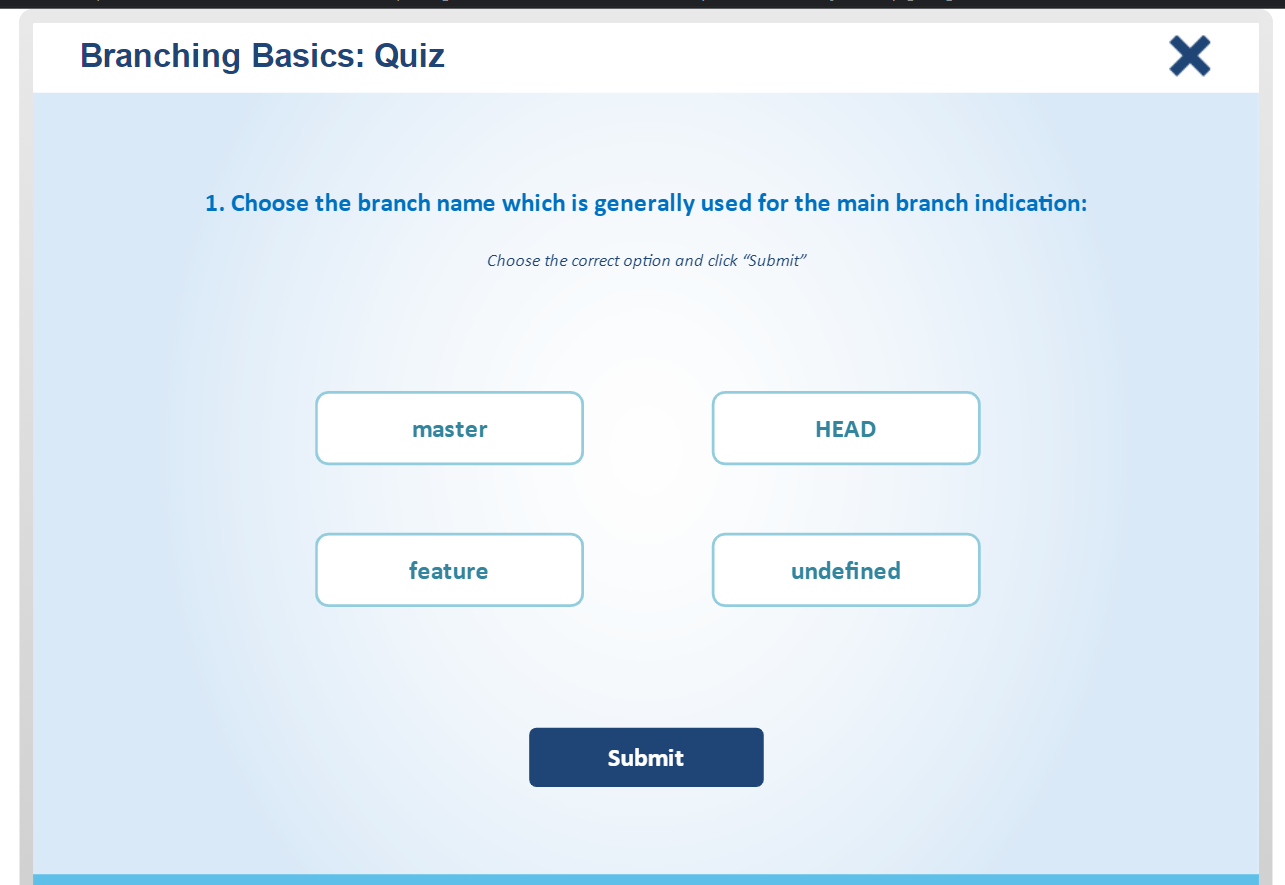 Branching Basics: Quiz
1. Choose the branch name which is generally used for the main branch indication:
Choose the correct option and click “Submit”
master
HEAD
feature
undefined
Submit